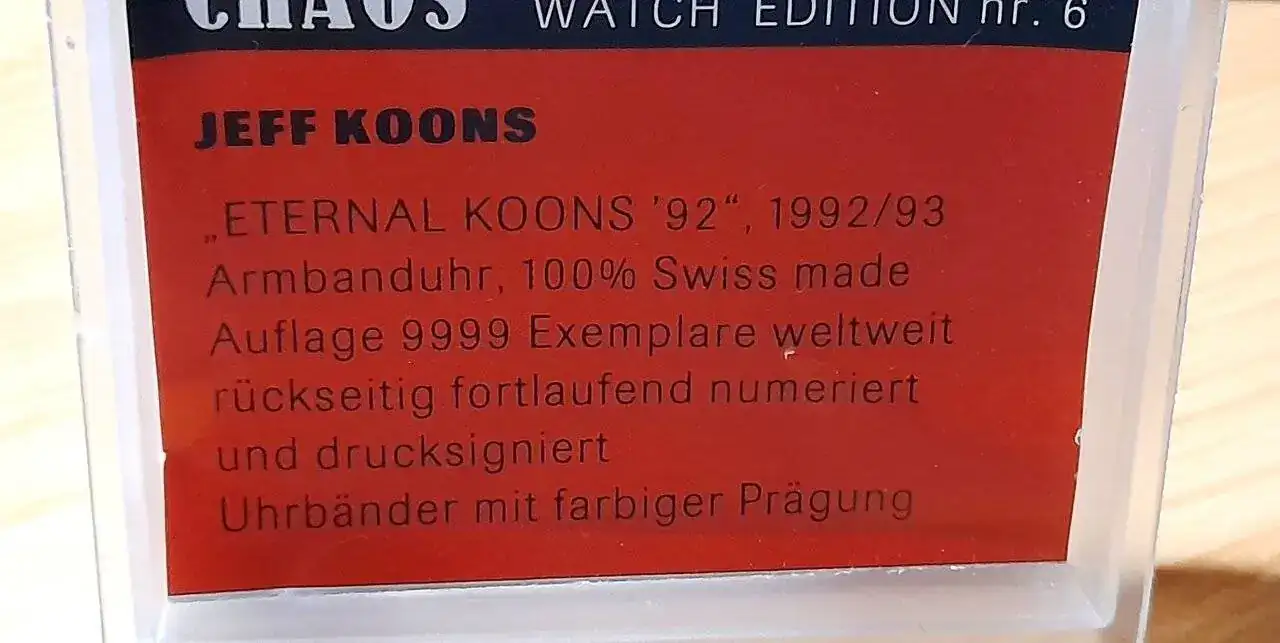 CHAOS WATCH EDITION nr. 6
JEFF KOONS
„ETERNAL KOONS ’92“, 1992/93
Armbanduhr, 100% Swiss made
Auflage 9999 Exemplare weltweit
rückseitig fortlaufend numeriert
und drucksigniert
Uhrbänder mit farbiger Prägung